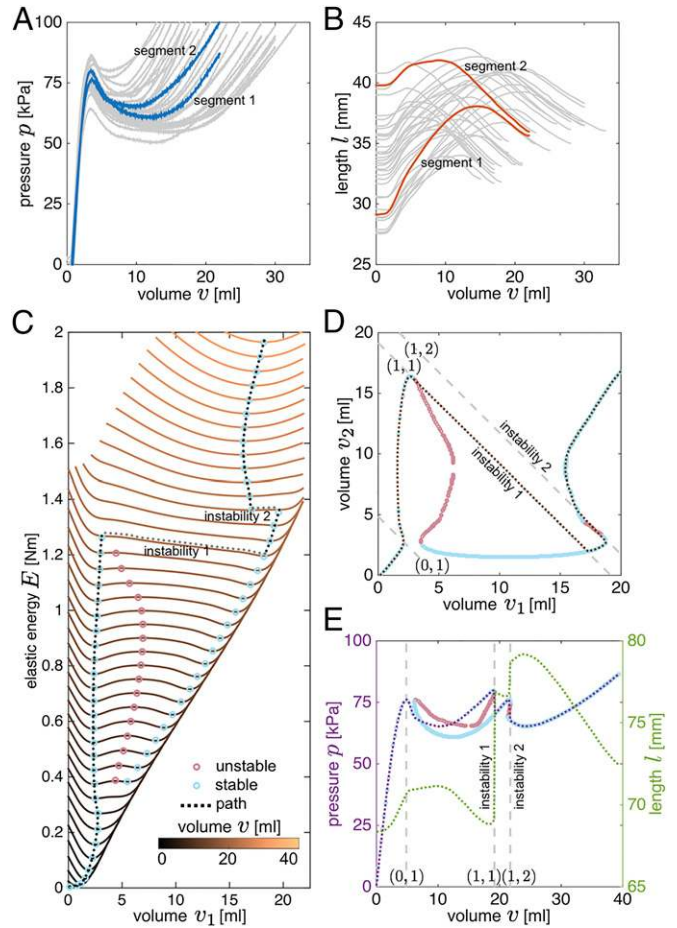 A
100
75
50
25
0
pressure p [kPa]
segment 2
segment 1
0 10 20 30
volume v [ml]
B
45
40
35
30
25
length l [mm]
segment 2
segment 1
0 10 20 30
volume v [ml]
C
2
1.8
1.6
1.4
1.2
1
0.8
0.6
0.4
0.2
0
elastic energy E [Nm]
instability 2
instability 1
unstable
stable
path
volume v [ml]
0 20 40
0 5 10 15 20
volume v₁ [ml]
D
20
15
10
5
0
volume v₂ [ml]
(1, 2)
(1, 1)
instability 2
instability 1
(0, 1)
0 5 10 15 20
volume v₁ [ml]
E
100
75
50
25
0
pressure p [kPa]
80
75
70
65
length l [mm]
instability 1
instability 2
(0, 1)
(1, 1)
(1, 2)
0 10 20 30 40
volume v [ml]